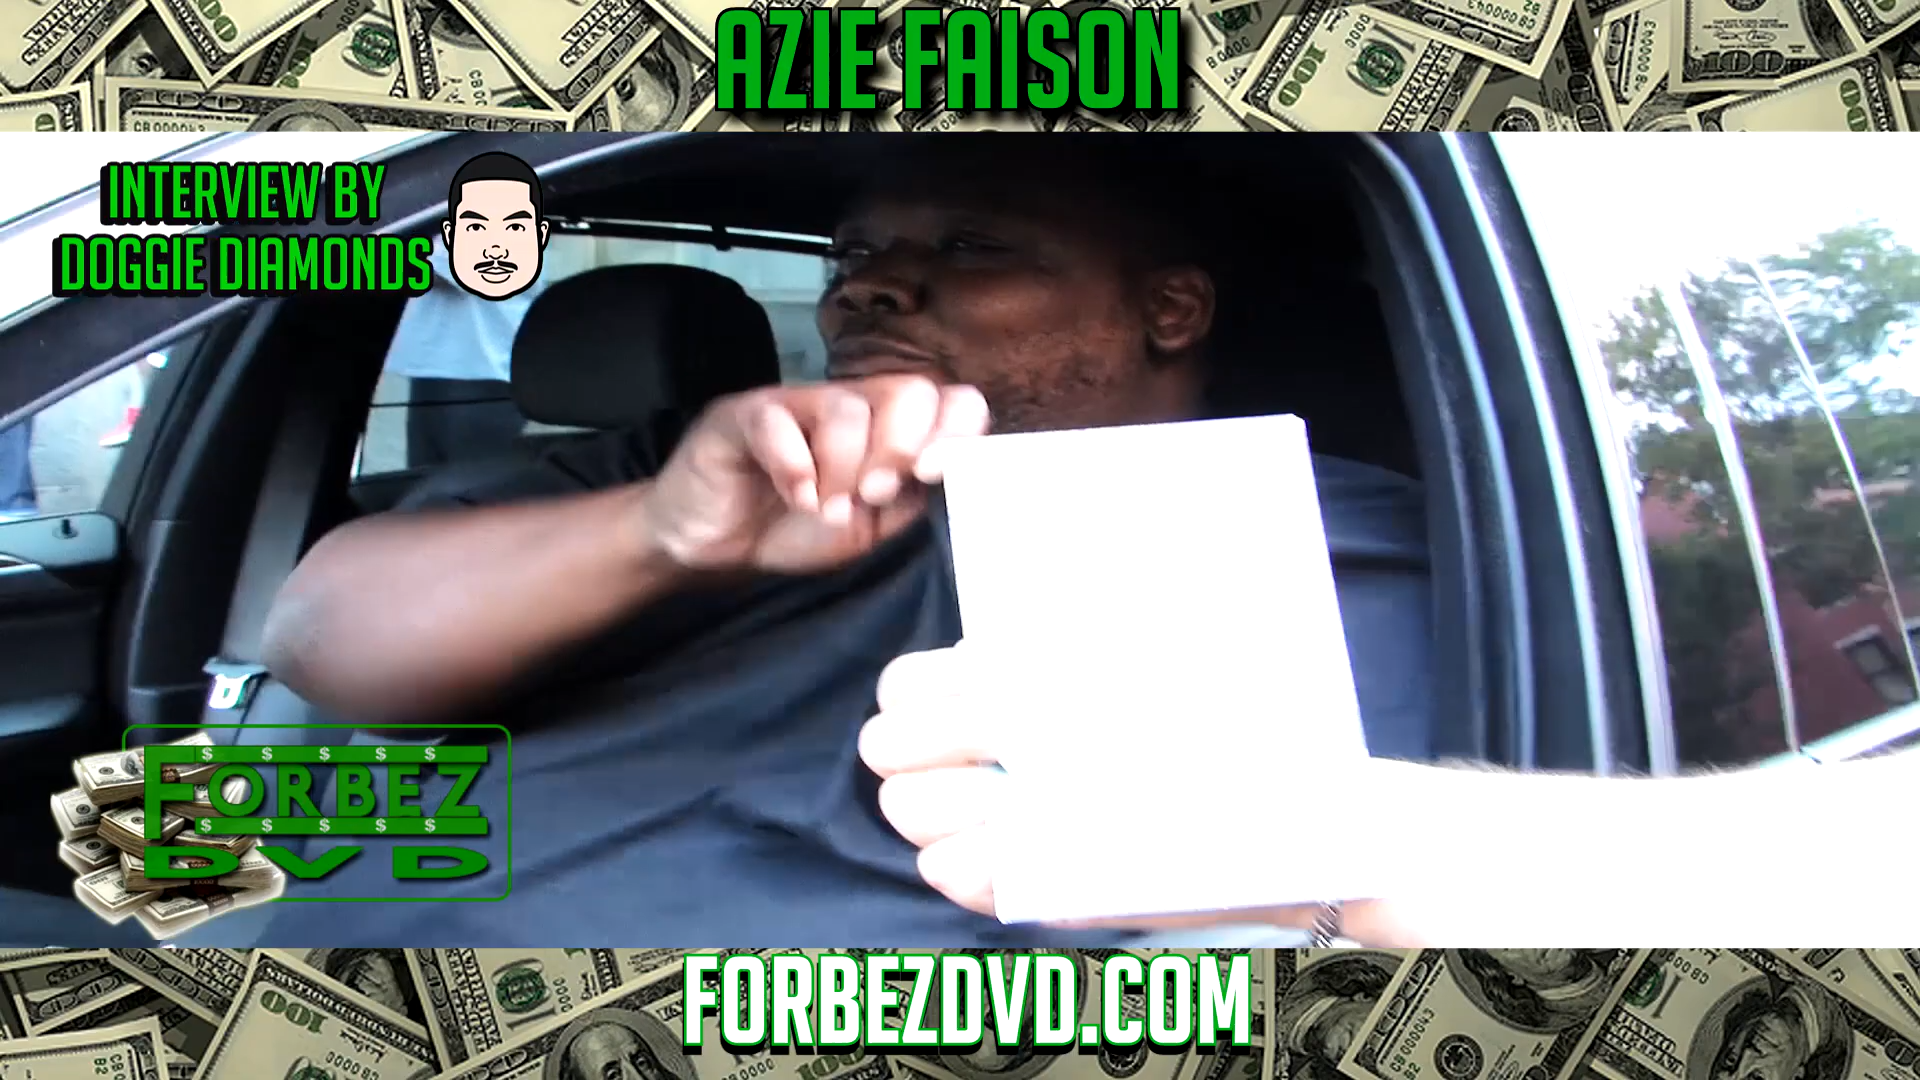 AZIE FAISON
INTERVIEW BY
DOGGIE DIAMONDS
$ $ $ $ $
FORBEZ
$ $ $ $ $
DVD
FORBEZDVD.COM